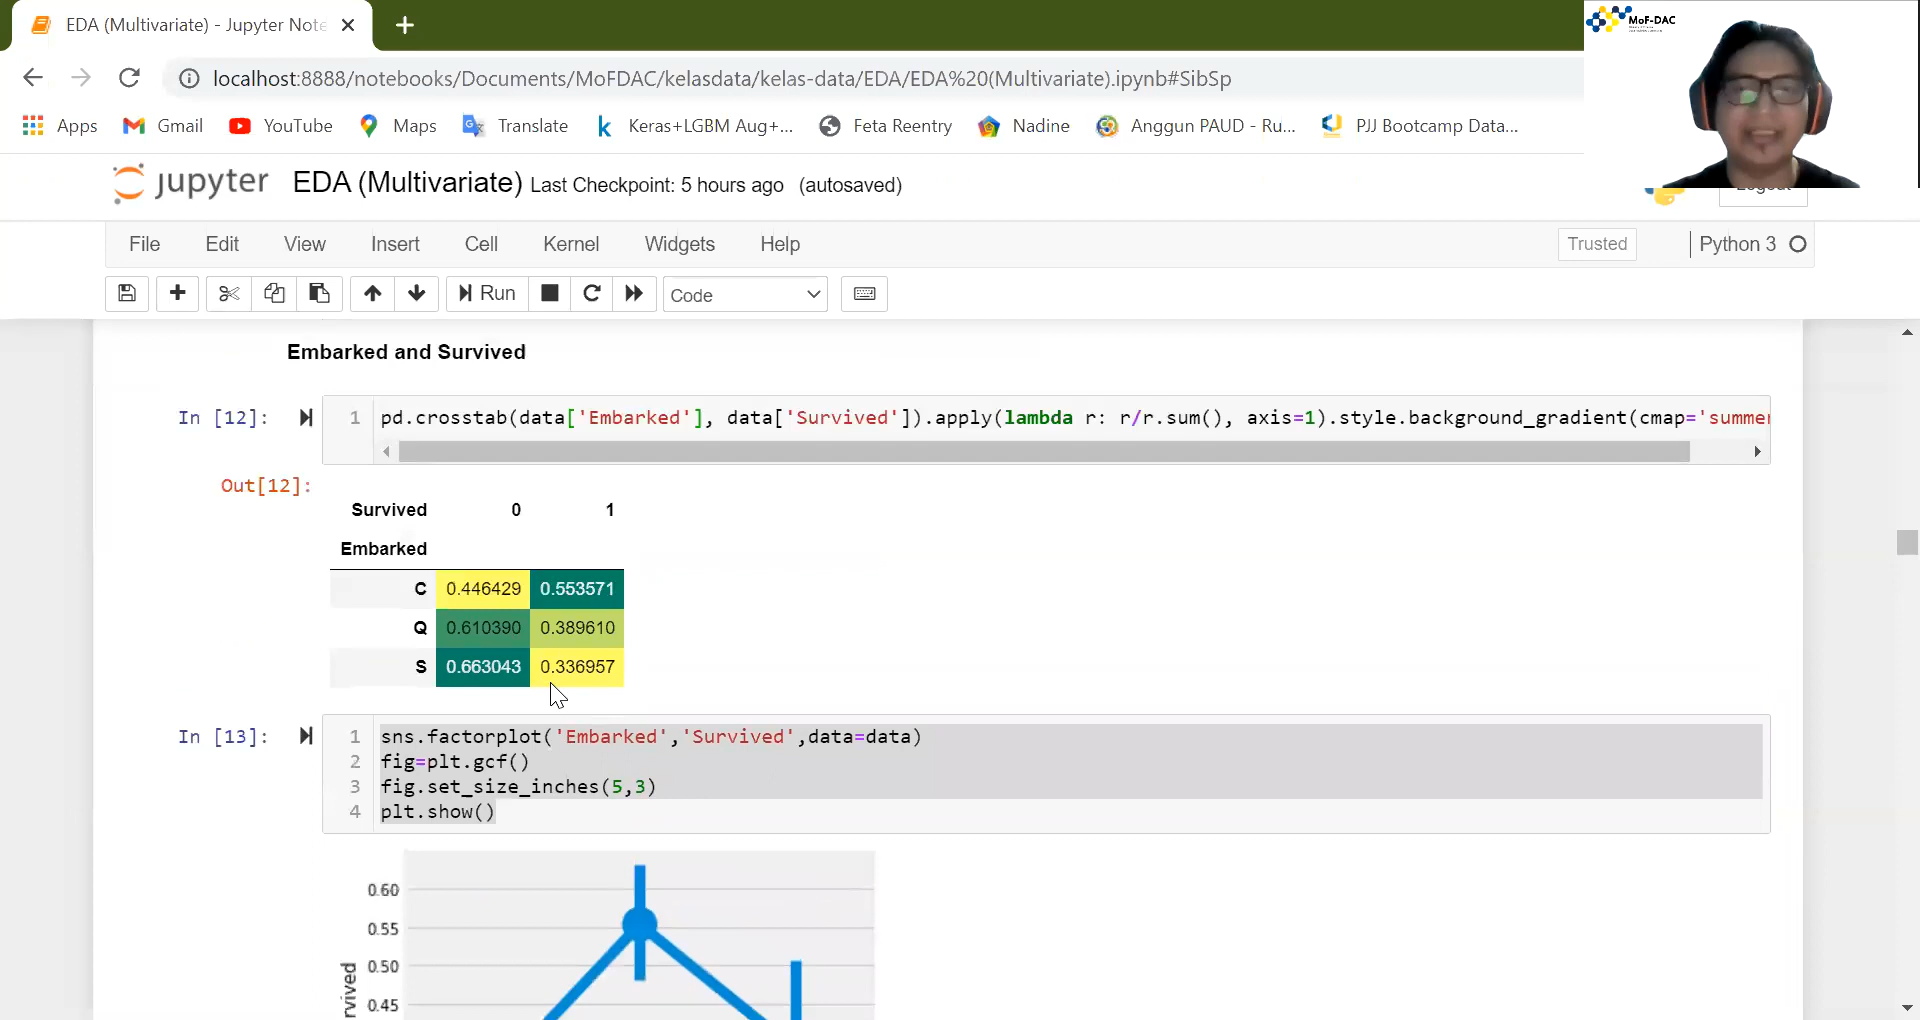 EDA (Multivariate) - Jupyter Note
MoF-DAC
localhost:8888/notebooks/Documents/MoFDAC/kelasdata/kelas-data/EDA/EDA%20(Multivariate).ipynb#SibSp
Apps Gmail YouTube Maps Translate Keras+LGBM Aug+... Feta Reentry Nadine Anggun PAUD - Ru... PJJ Bootcamp Data...
jupyter EDA (Multivariate) Last Checkpoint: 5 hours ago (autosaved)
Logout
File Edit View Insert Cell Kernel Widgets Help Trusted Python 3
Run Code
Embarked and Survived
In [12]: 1 pd.crosstab(data['Embarked'], data['Survived']).apply(lambda r: r/r.sum(), axis=1).style.background_gradient(cmap='summer
Out[12]:
Survived 0 1
Embarked
C 0.446429 0.553571
Q 0.610390 0.389610
S 0.663043 0.336957
In [13]: 1 sns.factorplot('Embarked','Survived',data=data)
2 fig=plt.gcf()
3 fig.set_size_inches(5,3)
4 plt.show()
0.60
0.55
0.50
0.45
rvived